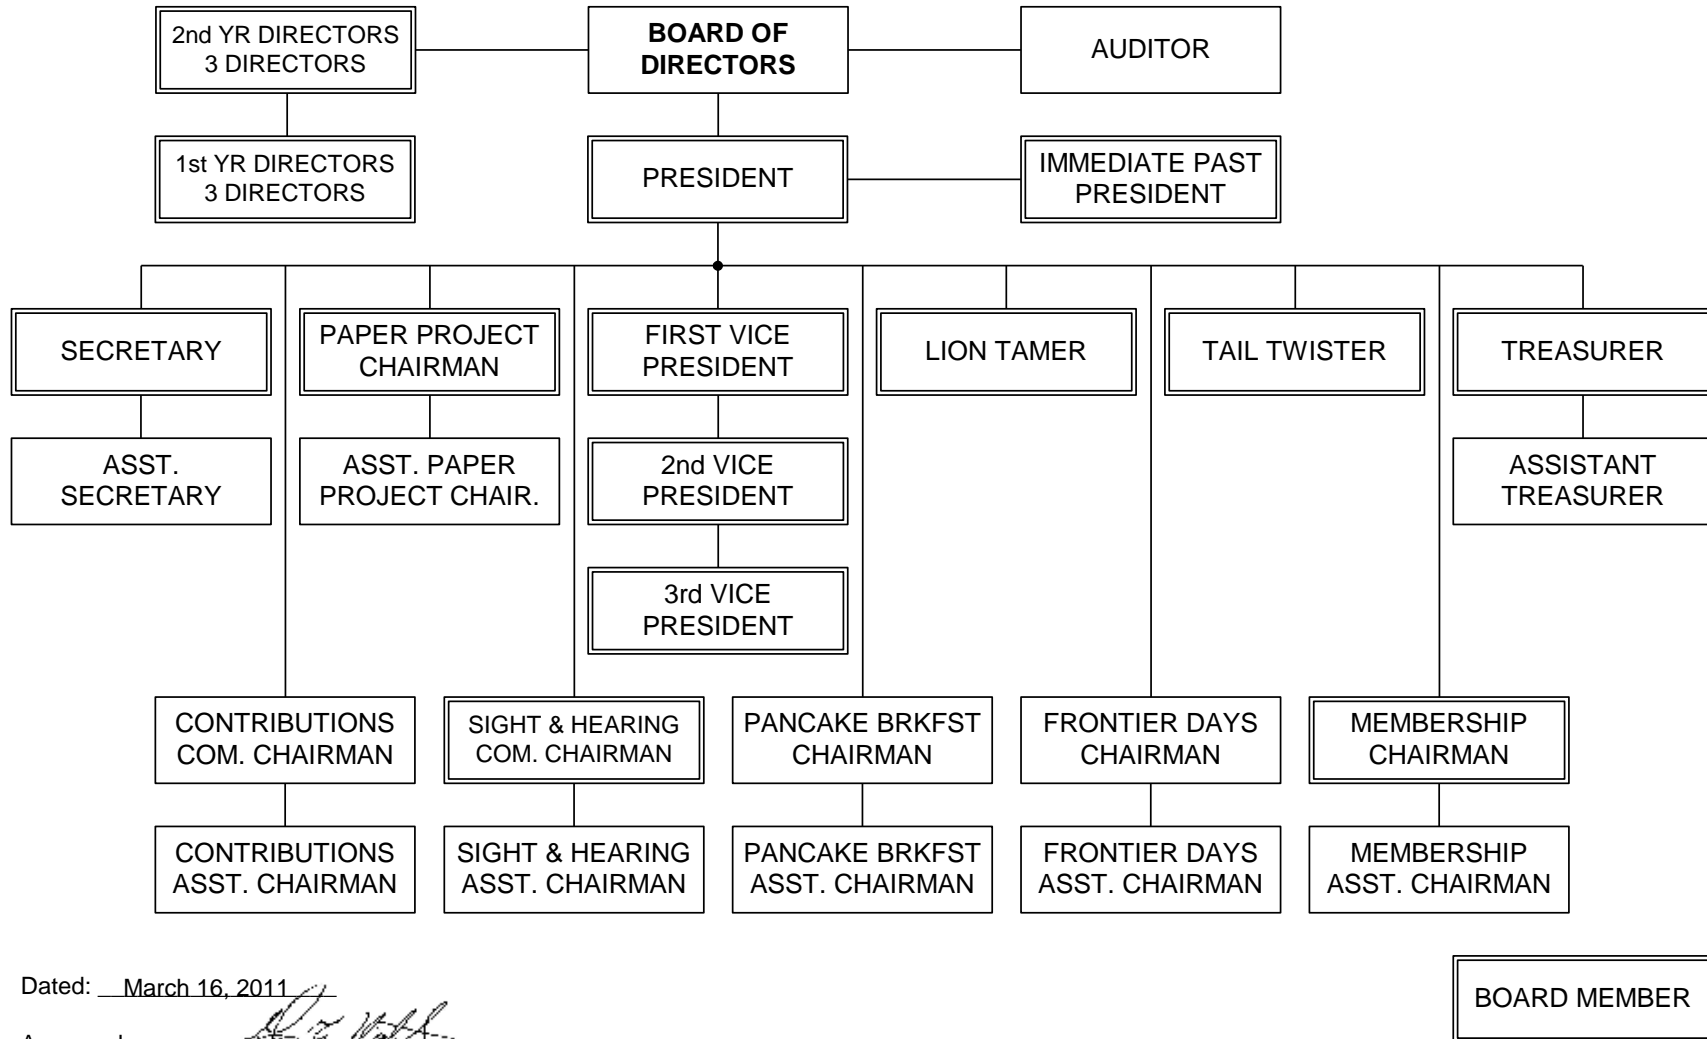 2nd YR DIRECTORS
3 DIRECTORS
BOARD OF
DIRECTORS
AUDITOR
1st YR DIRECTORS
3 DIRECTORS
PRESIDENT
IMMEDIATE PAST
PRESIDENT
SECRETARY
PAPER PROJECT
CHAIRMAN
FIRST VICE
PRESIDENT
LION TAMER
TAIL TWISTER
TREASURER
ASST.
SECRETARY
ASST. PAPER
PROJECT CHAIR.
2nd VICE
PRESIDENT
ASSISTANT
TREASURER
3rd VICE
PRESIDENT
CONTRIBUTIONS
COM. CHAIRMAN
SIGHT & HEARING
COM. CHAIRMAN
PANCAKE BRKFST
CHAIRMAN
FRONTIER DAYS
CHAIRMAN
MEMBERSHIP
CHAIRMAN
CONTRIBUTIONS
ASST. CHAIRMAN
SIGHT & HEARING
ASST. CHAIRMAN
PANCAKE BRKFST
ASST. CHAIRMAN
FRONTIER DAYS
ASST. CHAIRMAN
MEMBERSHIP
ASST. CHAIRMAN
Dated: March 16, 2011
BOARD MEMBER